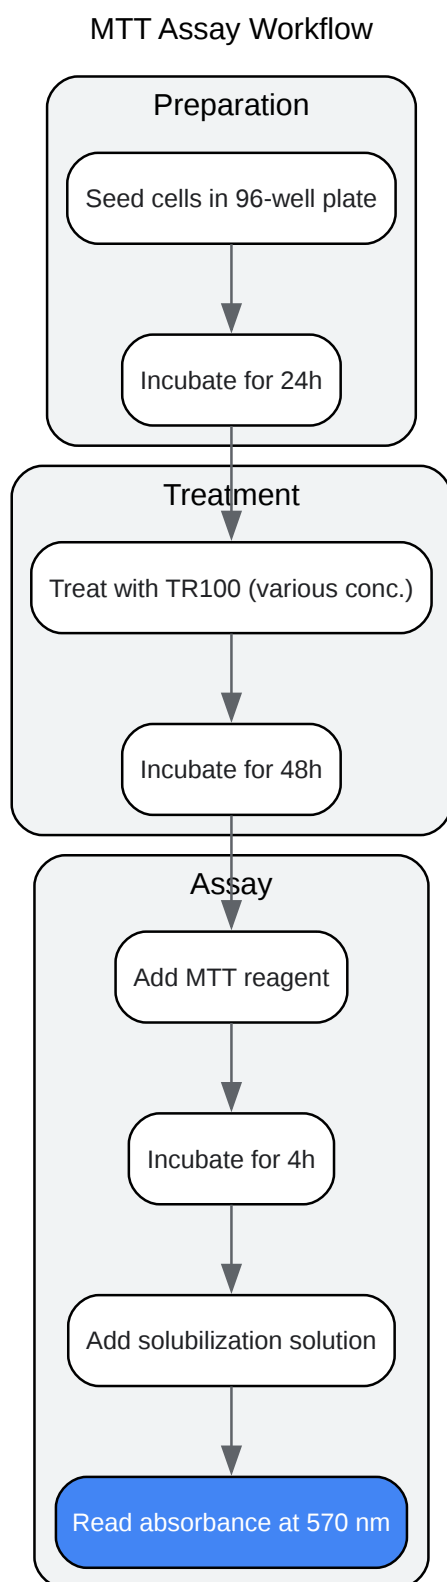 MTT Assay Workflow
Preparation
Seed cells in 96-well plate
Incubate for 24h
Treatment
Treat with TR100 (various conc.)
Incubate for 48h
Assay
Add MTT reagent
Incubate for 4h
Add solubilization solution
Read absorbance at 570 nm